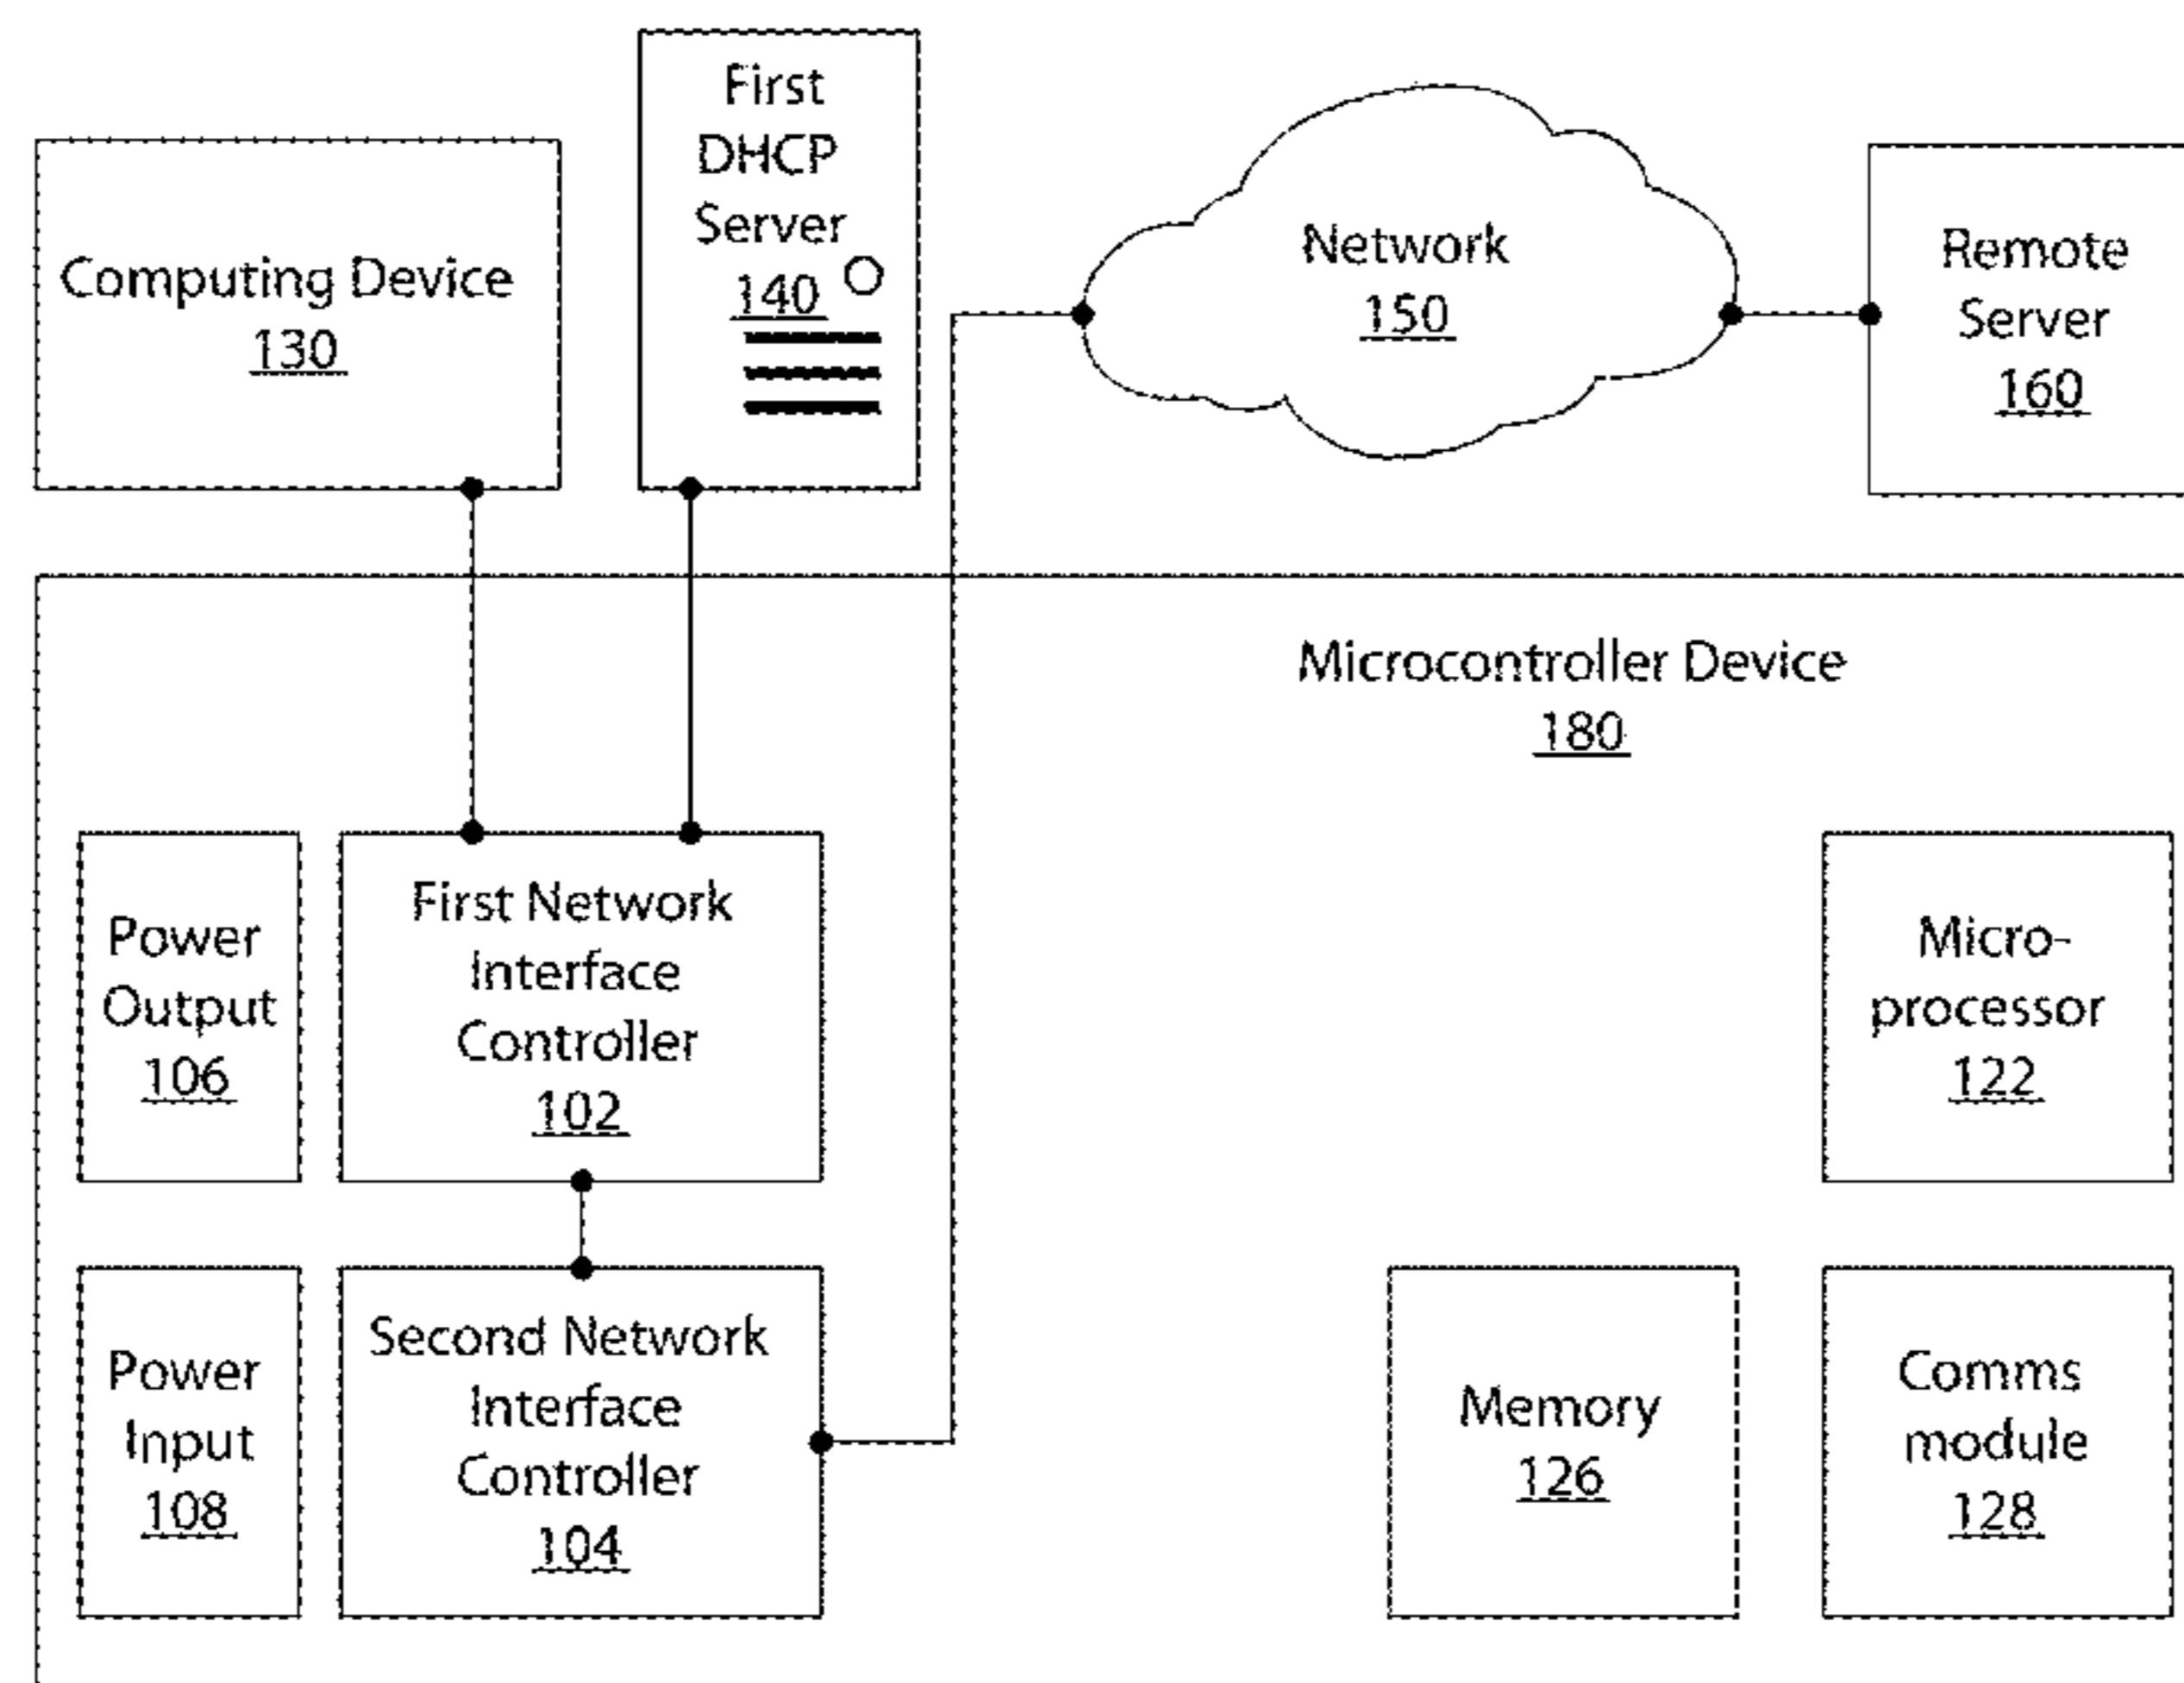 First
DHCP
Server
140
Computing Device
130
Network
150
Remote
Server
160
Microcontroller Device
180
Power
Output
106
First Network
Interface
Controller
102
Micro-
processor
122
Power
Input
108
Second Network
Interface
Controller
104
Memory
126
Comms
module
128